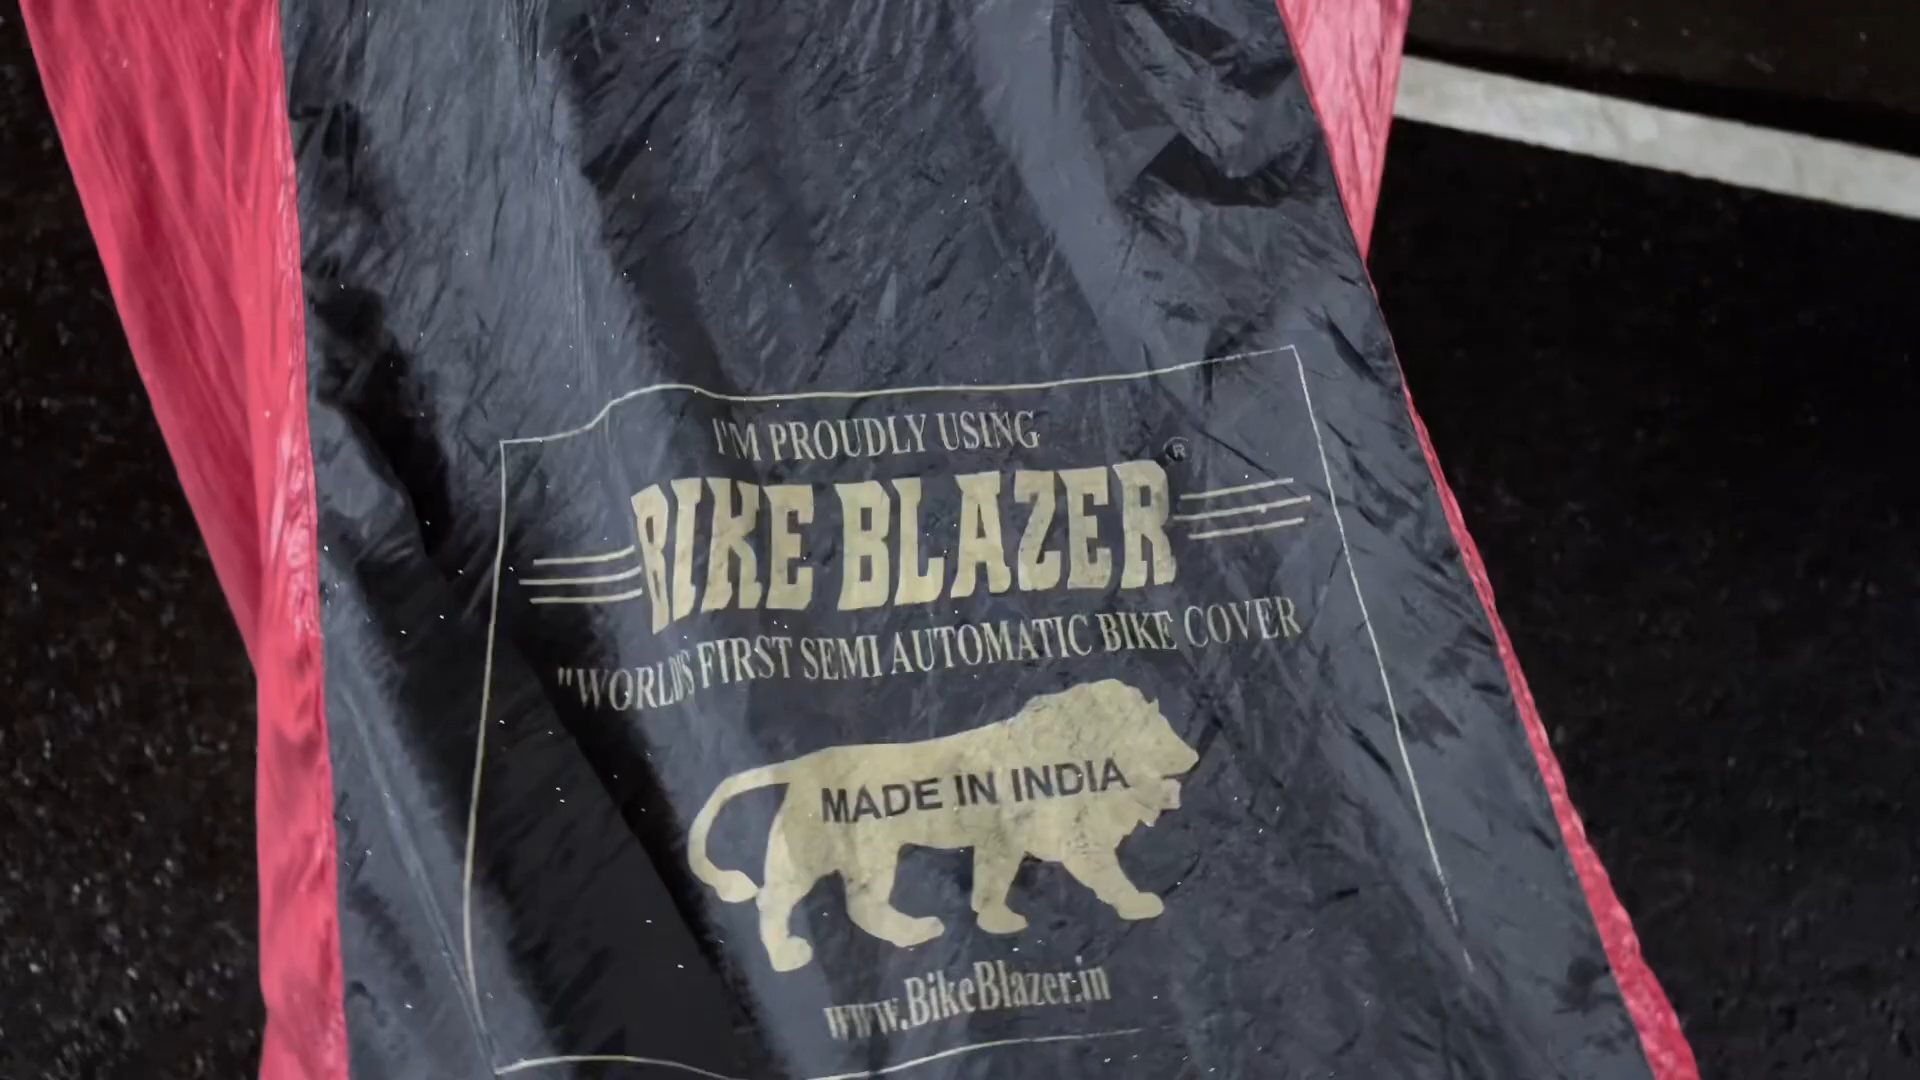 I'M PROUDLY USING
BIKE BLAZER®
"WORLD'S FIRST SEMI AUTOMATIC BIKE COVER
MADE IN INDIA
www.BikeBlazer.in